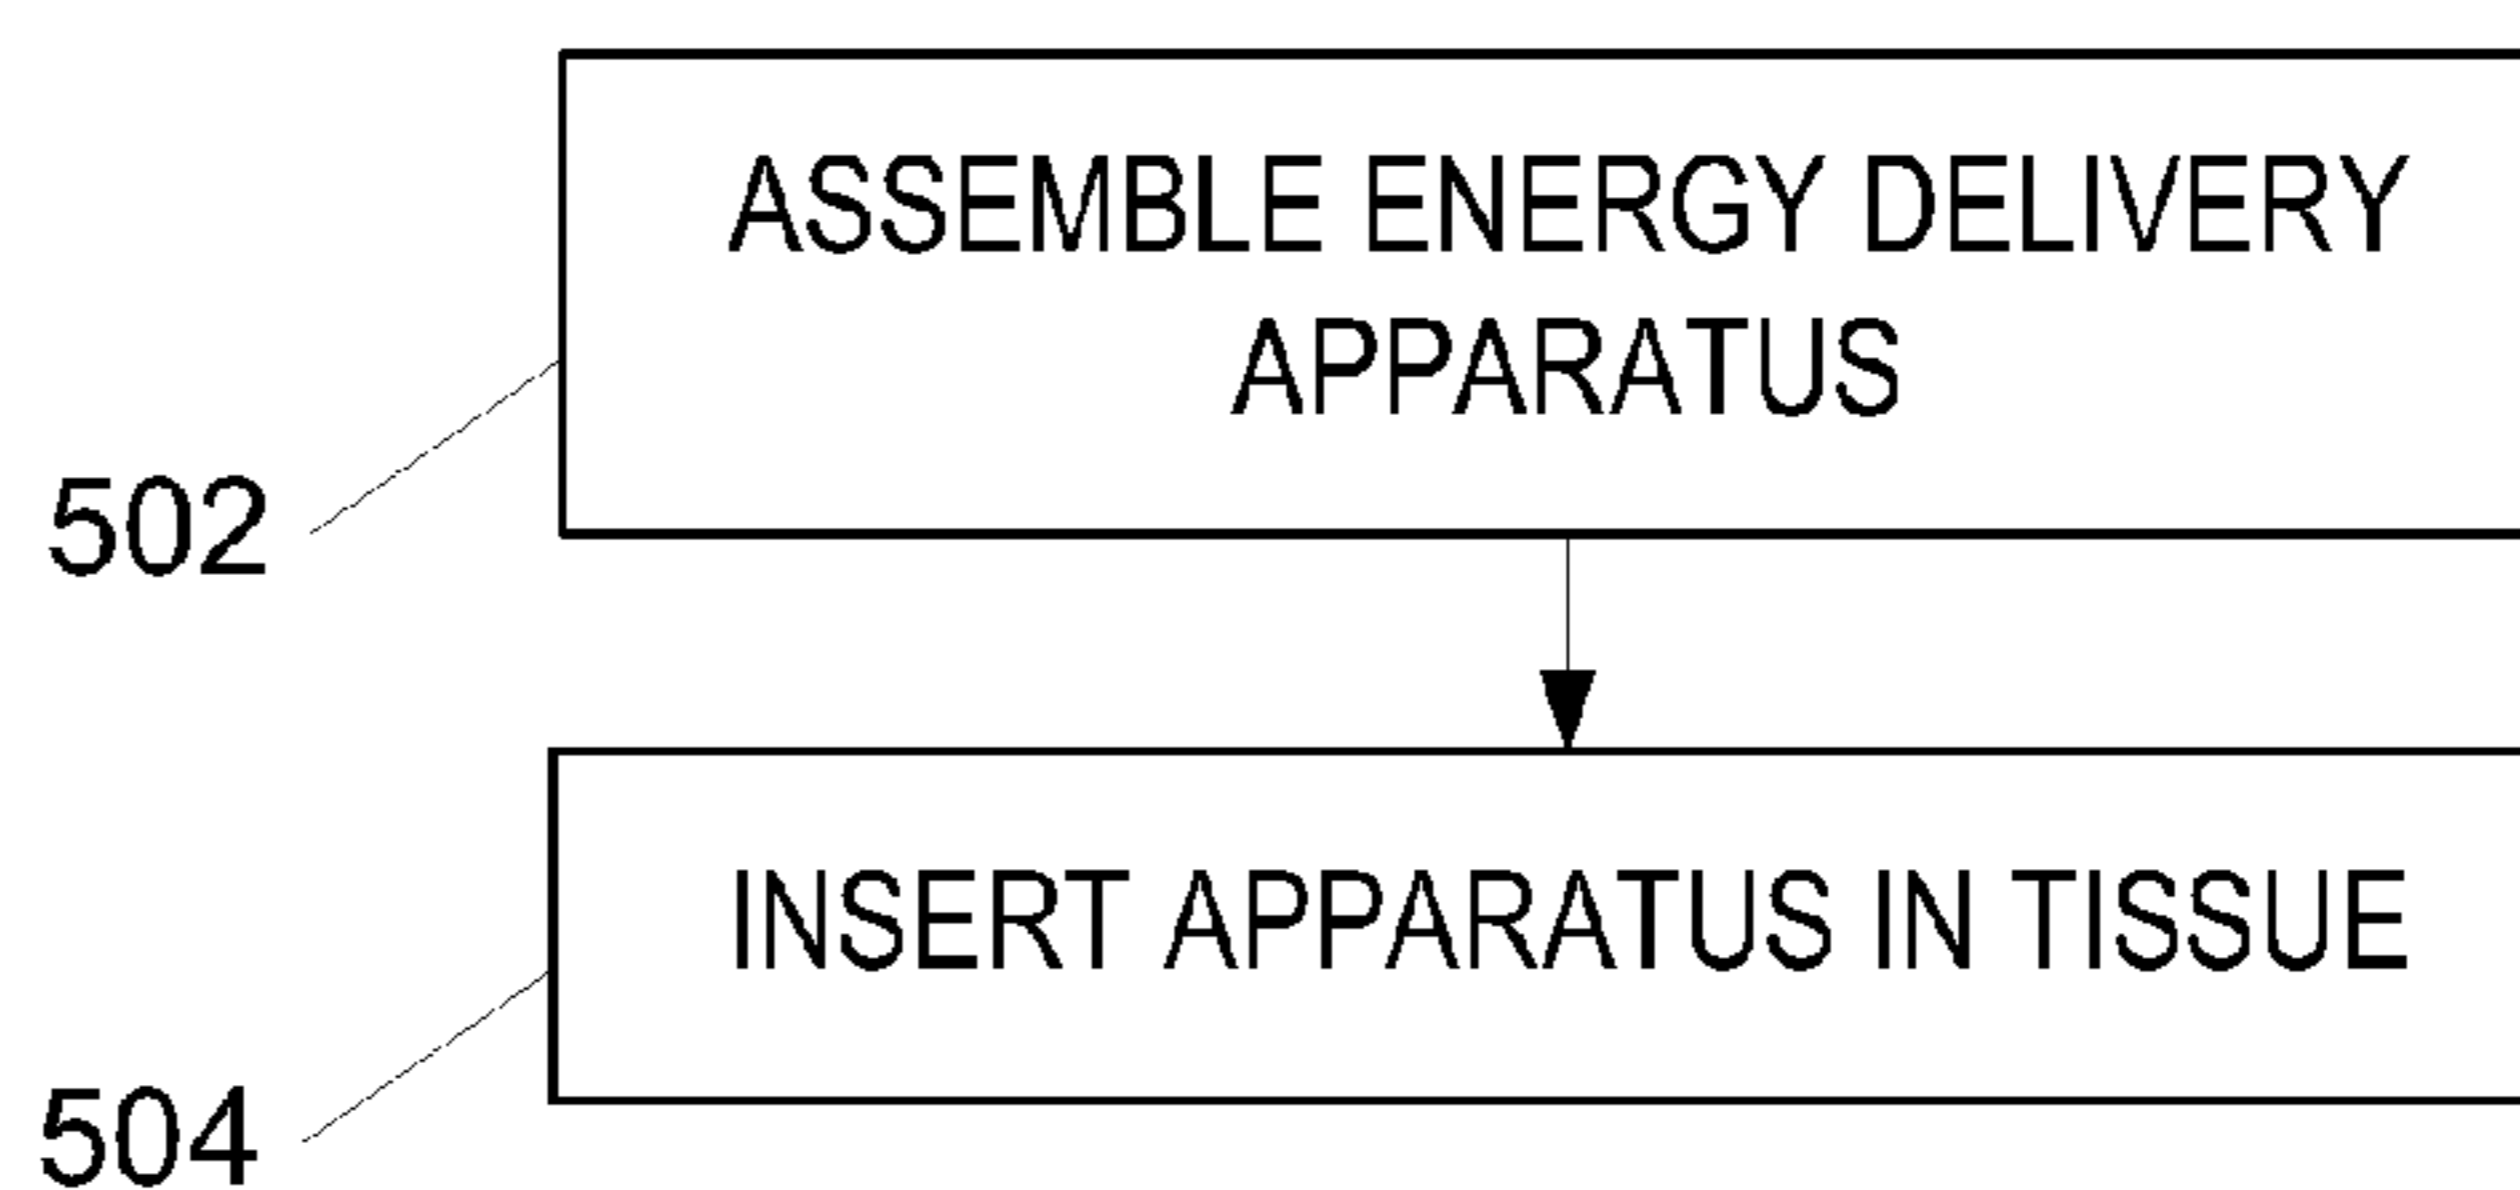 ASSEMBLE ENERGY DELIVERY
APPARATUS
502
INSERT APPARATUS IN TISSUE
504